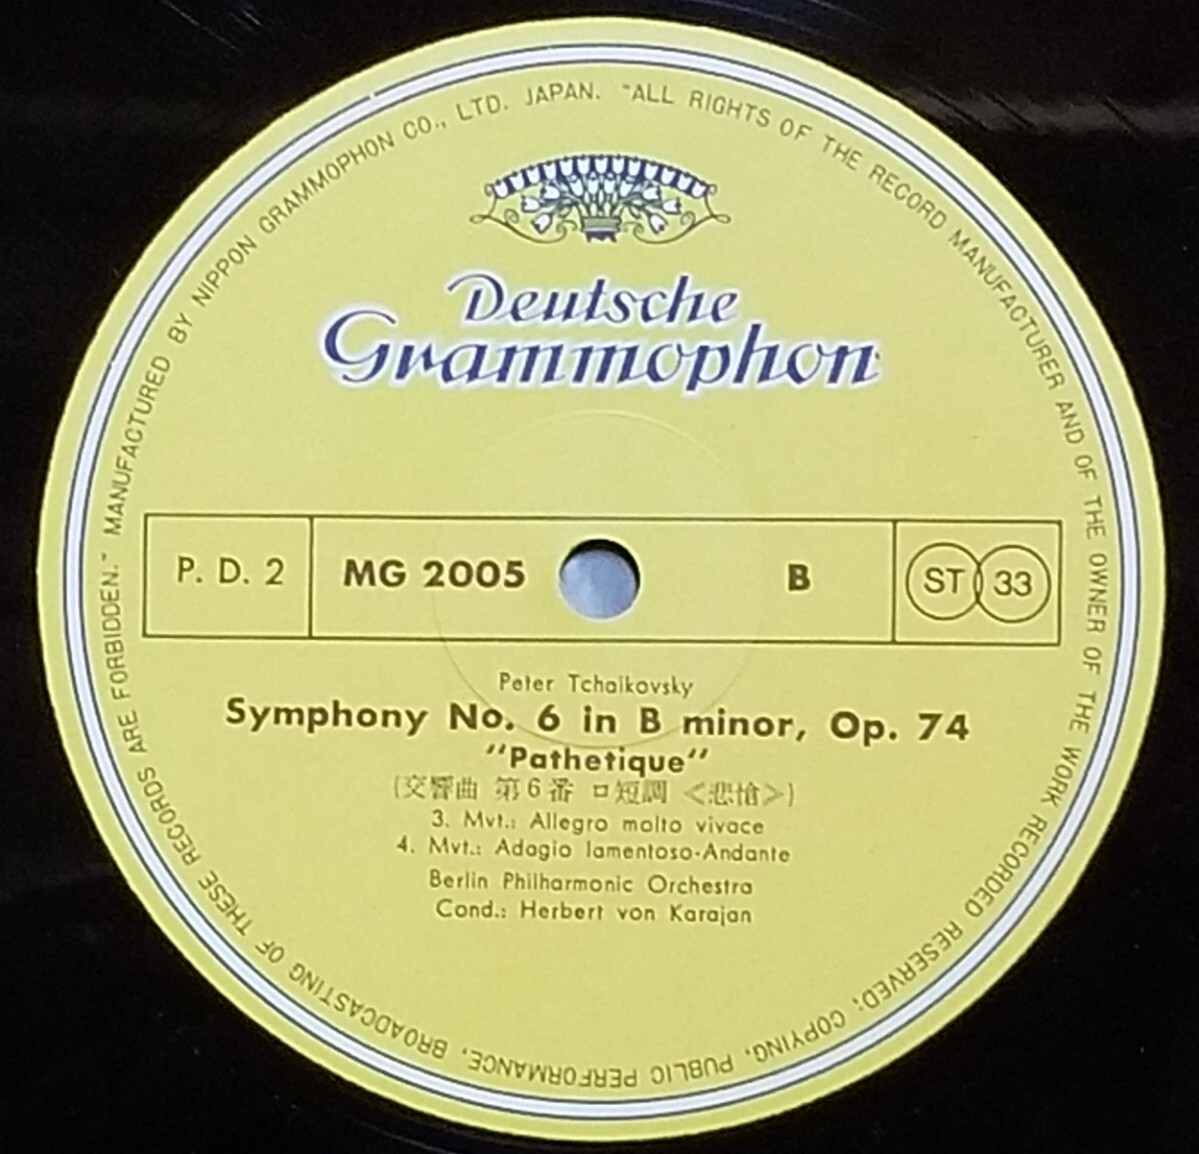 MANUFACTURED BY NIPPON GRAMMOPHON CO., LTD. JAPAN. "ALL RIGHTS OF THE RECORD MANUFACTURER AND OF THE OWNER OF THE WORK RECORDED RESERVED; COPYING, PUBLIC PERFORMANCE, BROADCASTING OF THESE RECORDS ARE FORBIDDEN."
Deutsche
Grammophon
P. D. 2 MG 2005 B ST 33
Peter Tchaikovsky
Symphony No. 6 in B minor, Op. 74
"Pathetique"
(交響曲 第6番 ロ短調 <悲愴>)
3. Mvt.: Allegro molto vivace
4. Mvt.: Adagio lamentoso-Andante
Berlin Philharmonic Orchestra
Cond.: Herbert von Karajan